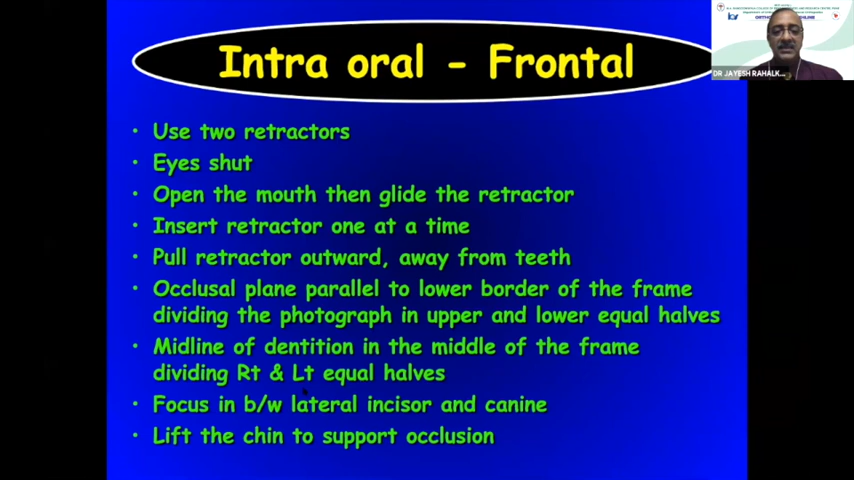 Intra oral - Frontal
DR JAYESH RAHALK...
• Use two retractors
• Eyes shut
• Open the mouth then glide the retractor
• Insert retractor one at a time
• Pull retractor outward, away from teeth
• Occlusal plane parallel to lower border of the frame
dividing the photograph in upper and lower equal halves
• Midline of dentition in the middle of the frame
dividing Rt & Lt equal halves
• Focus in b/w lateral incisor and canine
• Lift the chin to support occlusion